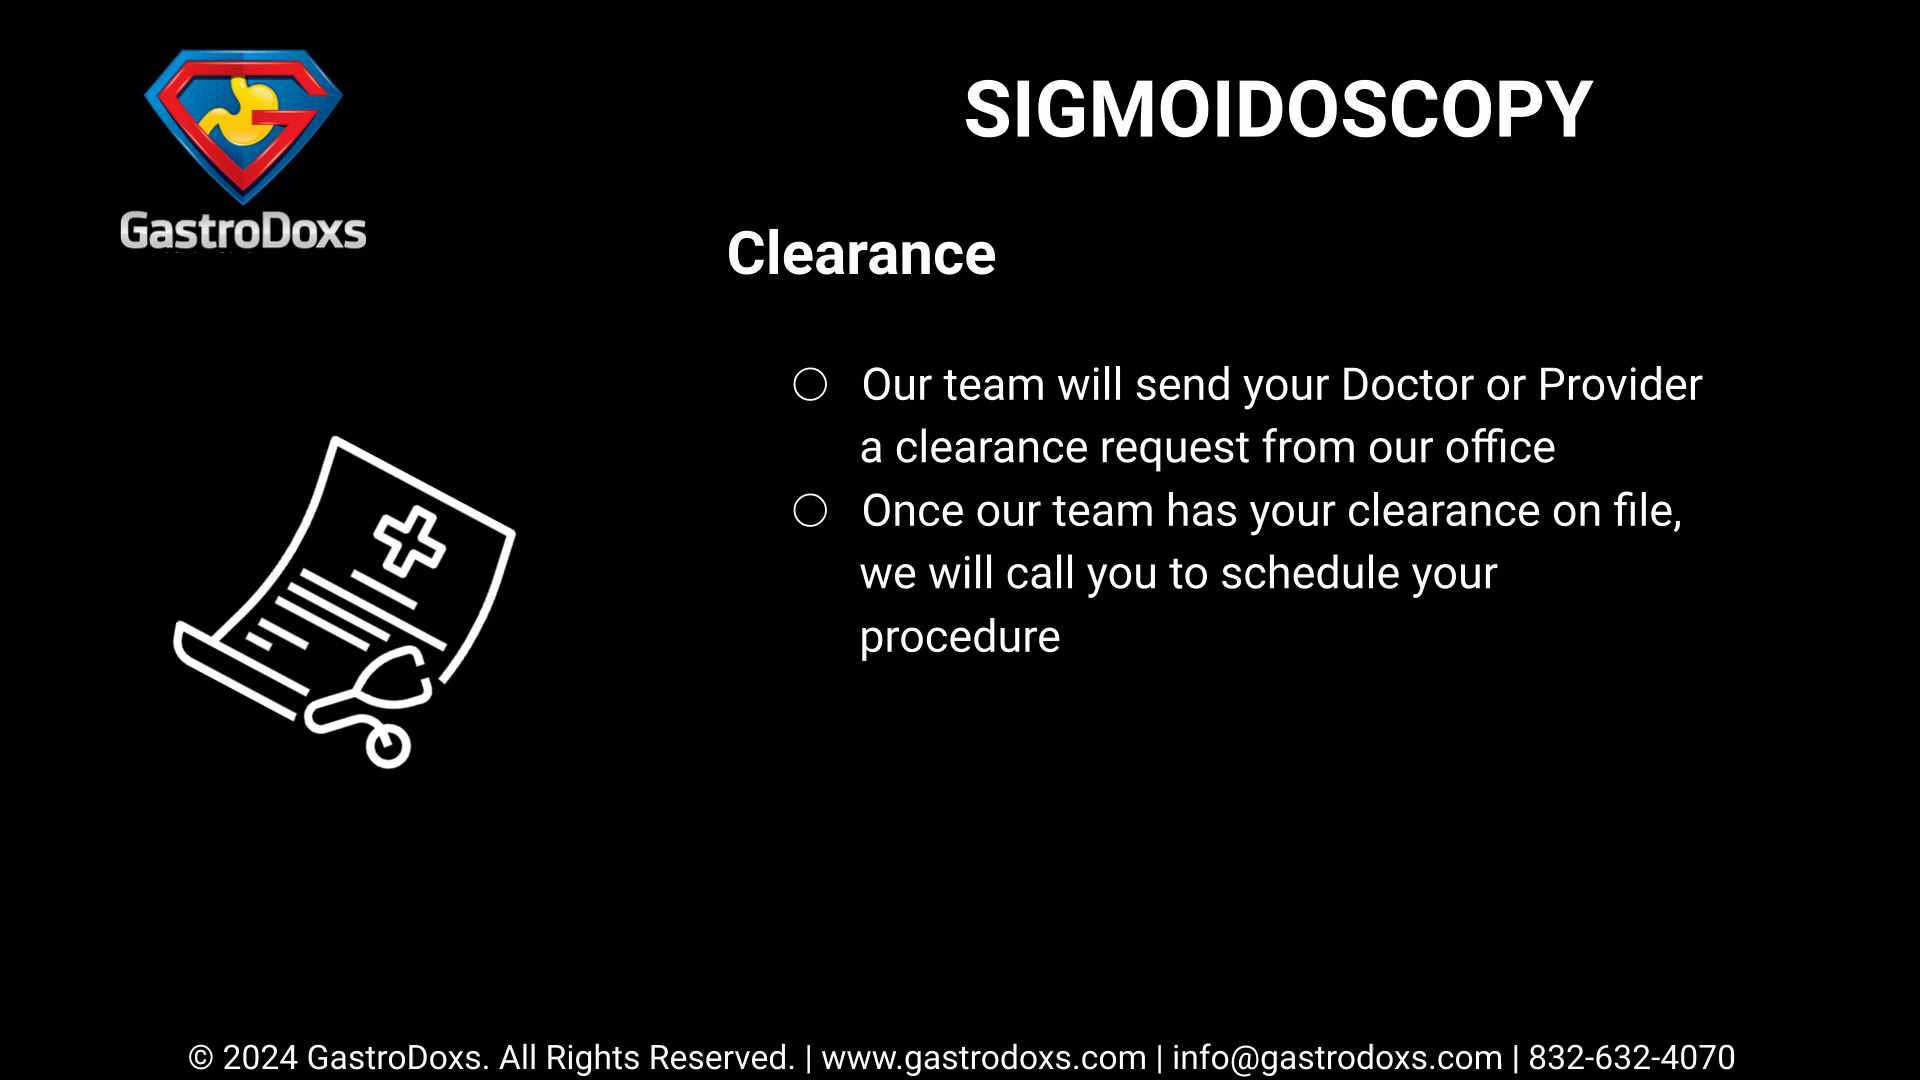 GastroDoxs
SIGMOIDOSCOPY
Clearance
○ Our team will send your Doctor or Provider
a clearance request from our office
○ Once our team has your clearance on file,
we will call you to schedule your
procedure
© 2024 GastroDoxs. All Rights Reserved. | www.gastrodoxs.com | info@gastrodoxs.com | 832-632-4070